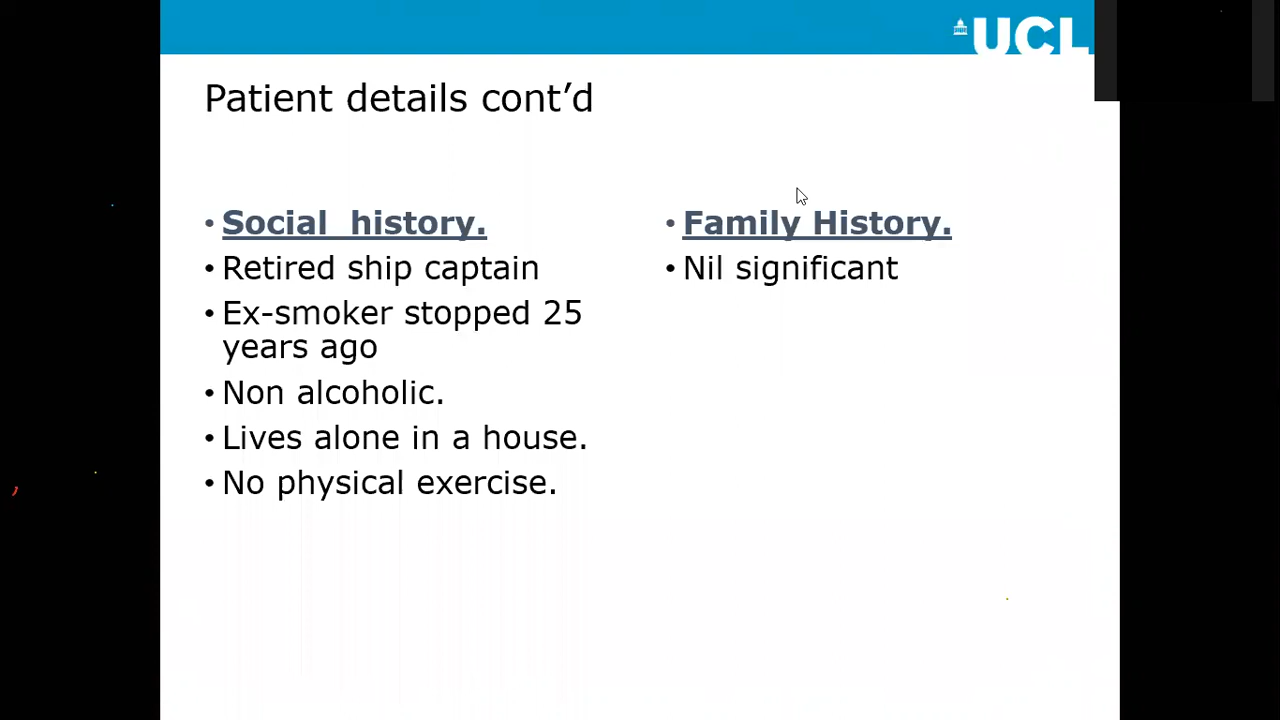 UCL
Patient details cont’d
• Social  history.
• Retired ship captain
• Ex-smoker stopped 25
years ago
• Non alcoholic.
• Lives alone in a house.
• No physical exercise.
• Family History.
• Nil significant